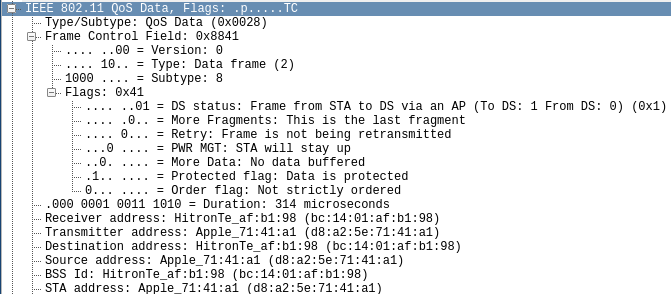 IEEE 802.11 QoS Data, Flags: .p.....TC
Type/Subtype: QoS Data (0x0028)
Frame Control Field: 0x8841
.... ..00 = Version: 0
.... 10.. = Type: Data frame (2)
1000 .... = Subtype: 8
Flags: 0x41
.... ..01 = DS status: Frame from STA to DS via an AP (To DS: 1 From DS: 0) (0x1)
.... .0.. = More Fragments: This is the last fragment
.... 0... = Retry: Frame is not being retransmitted
...0 .... = PWR MGT: STA will stay up
..0. .... = More Data: No data buffered
.1.. .... = Protected flag: Data is protected
0... .... = Order flag: Not strictly ordered
.000 0001 0011 1010 = Duration: 314 microseconds
Receiver address: HitronTe_af:b1:98 (bc:14:01:af:b1:98)
Transmitter address: Apple_71:41:a1 (d8:a2:5e:71:41:a1)
Destination address: HitronTe_af:b1:98 (bc:14:01:af:b1:98)
Source address: Apple_71:41:a1 (d8:a2:5e:71:41:a1)
BSS Id: HitronTe_af:b1:98 (bc:14:01:af:b1:98)
STA address: Apple_71:41:a1 (d8:a2:5e:71:41:a1)